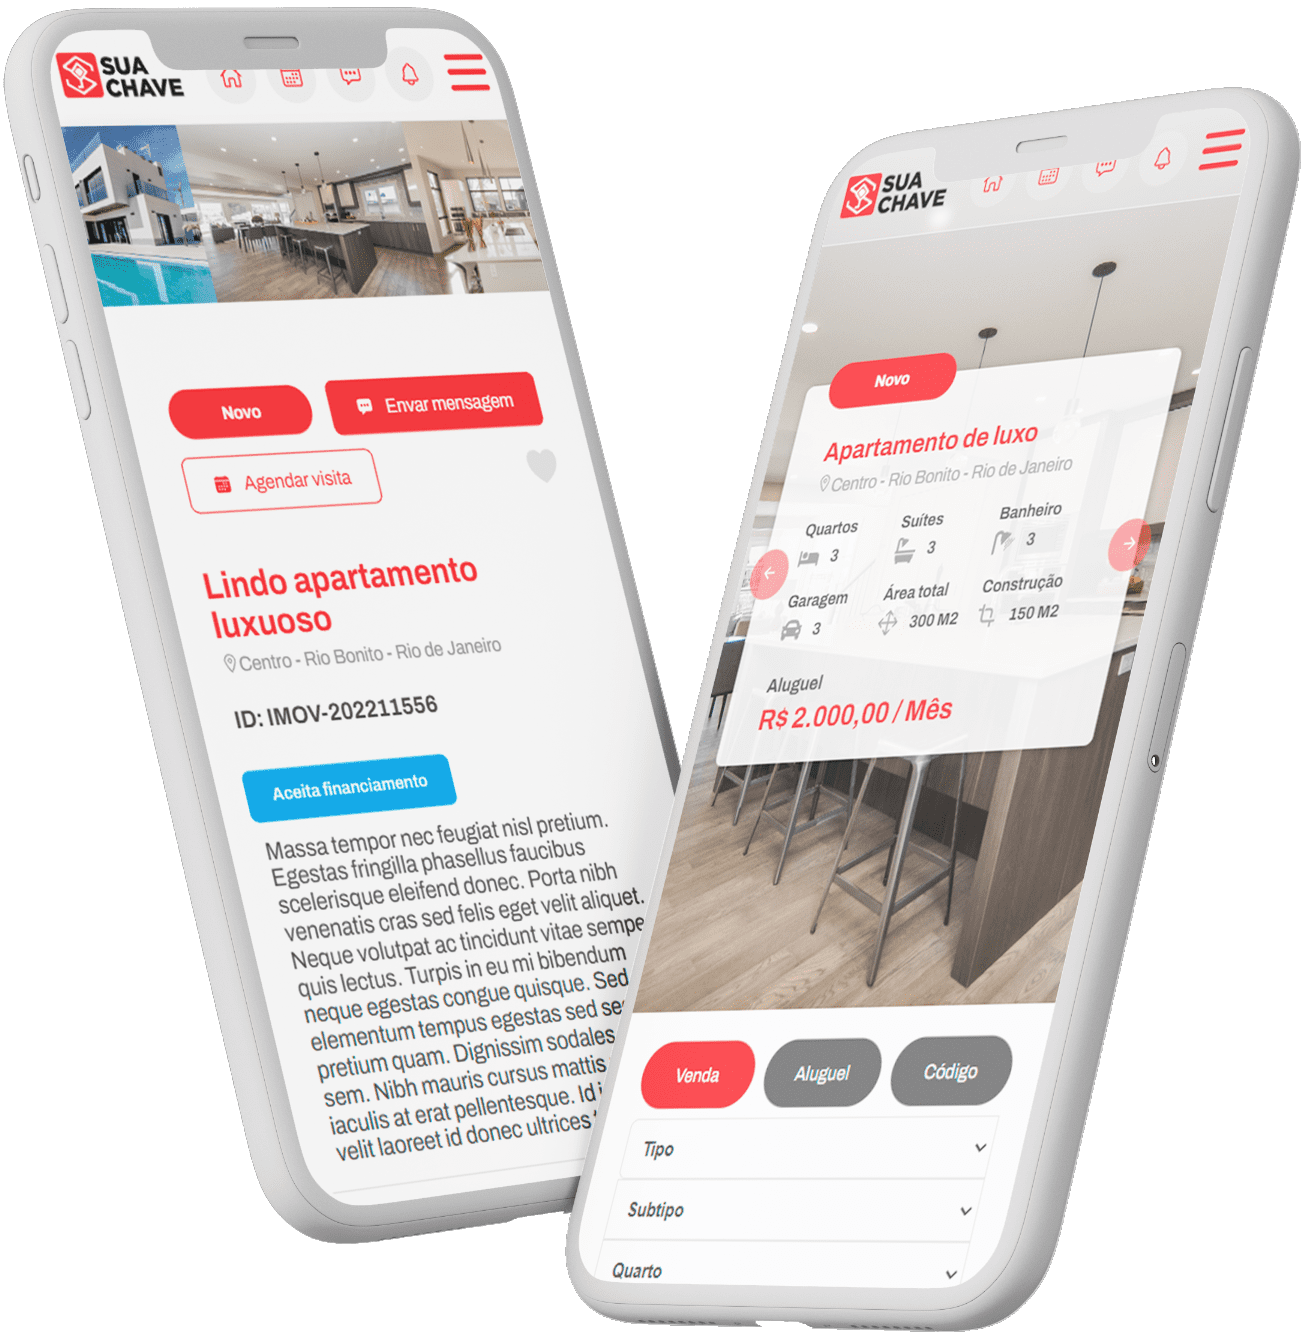 SUA
CHAVE
Novo
Envar mensagem
Agendar visita
Lindo apartamento
luxuoso
Centro - Rio Bonito - Rio de Janeiro
ID: IMOV-202211556
Aceita financiamento
Massa tempor nec feugiat nisl pretium.
Egestas fringilla phasellus faucibus
scelerisque eleifend donec. Porta nibh
venenatis cras sed felis eget velit aliquet.
Neque volutpat ac tincidunt vitae sempe
quis lectus. Turpis in eu mi bibendum
neque egestas congue quisque. Sed
elementum tempus egestas sed se
pretium quam. Dignissim sodales
sem. Nibh mauris cursus mattis
iaculis at erat pellentesque. Id
velit laoreet id donec ultrices
SUA
CHAVE
Novo
Apartamento de luxo
Centro - Rio Bonito - Rio de Janeiro
Quartos Suítes Banheiro
3 3 3
Garagem Área total Construção
3 300 M2 150 M2
Aluguel
R$ 2.000,00 / Mês
Venda Aluguel Código
Tipo
Subtipo
Quarto